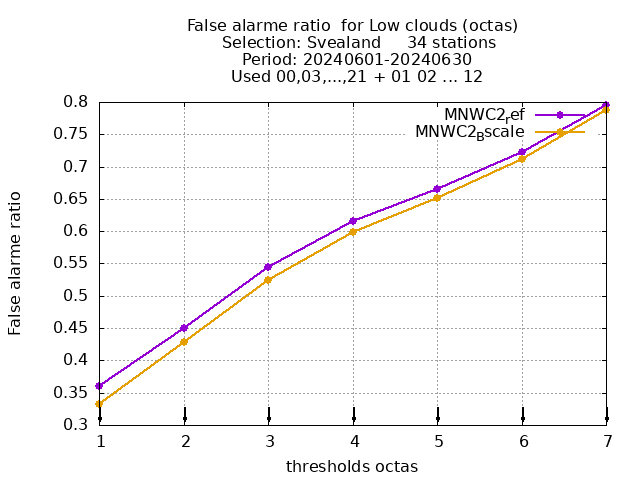 False alarme ratio  for Low clouds (octas)
Selection: Svealand     34 stations
Period: 20240601-20240630
Used 00,03,...,21 + 01 02 ... 12
MNWC2ref
MNWC2Bscale
0.8
0.75
0.7
0.65
0.6
0.55
0.5
0.45
0.4
0.35
0.3
False alarme ratio
1 2 3 4 5 6 7
thresholds octas